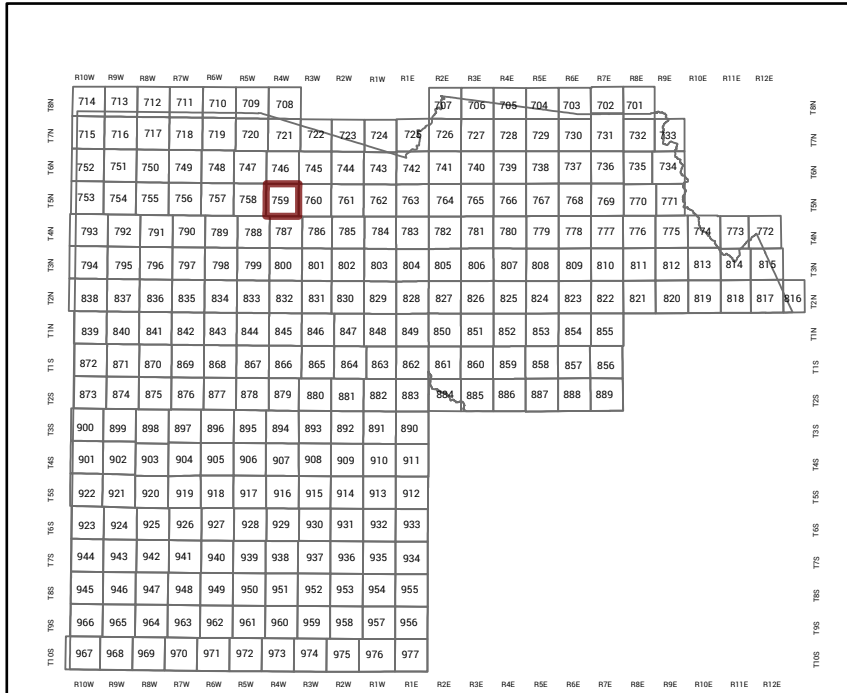 R10W R9W R8W R7W R6W R5W R4W R3W R2W R1W R1E R2E R3E R4E R5E R6E R7E R8E R9E R10E R11E R12E
T8N 714 713 712 711 710 709 708 707 706 705 704 703 702 701 T8N
T7N 715 716 717 718 719 720 721 722 723 724 725 726 727 728 729 730 731 732 733 T7N
T6N 752 751 750 749 748 747 746 745 744 743 742 741 740 739 738 737 736 735 734 T6N
T5N 753 754 755 756 757 758 759 760 761 762 763 764 765 766 767 768 769 770 771 T5N
T4N 793 792 791 790 789 788 787 786 785 784 783 782 781 780 779 778 777 776 775 774 773 772 T4N
T3N 794 795 796 797 798 799 800 801 802 803 804 805 806 807 808 809 810 811 812 813 814 815 T3N
T2N 838 837 836 835 834 833 832 831 830 829 828 827 826 825 824 823 822 821 820 819 818 817 816 T2N
T1N 839 840 841 842 843 844 845 846 847 848 849 850 851 852 853 854 855 T1N
T1S 872 871 870 869 868 867 866 865 864 863 862 861 860 859 858 857 856 T1S
T2S 873 874 875 876 877 878 879 880 881 882 883 884 885 886 887 888 889 T2S
T3S 900 899 898 897 896 895 894 893 892 891 890 T3S
T4S 901 902 903 904 905 906 907 908 909 910 911 T4S
T5S 922 921 920 919 918 917 916 915 914 913 912 T5S
T6S 923 924 925 926 927 928 929 930 931 932 933 T6S
T7S 944 943 942 941 940 939 938 937 936 935 934 T7S
T8S 945 946 947 948 949 950 951 952 953 954 955 T8S
T9S 966 965 964 963 962 961 960 959 958 957 956 T9S
T10S 967 968 969 970 971 972 973 974 975 976 977 T10S
R10W R9W R8W R7W R6W R5W R4W R3W R2W R1W R1E R2E R3E R4E R5E R6E R7E R8E R9E R10E R11E R12E